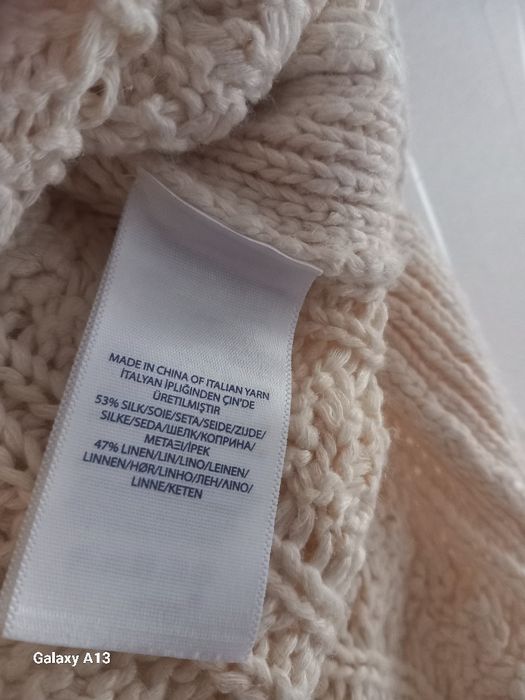 MADE IN CHINA OF ITALIAN YARN
İTALYAN İPLİĞİNDEN ÇİN'DE
ÜRETİLMİŞTİR
53% SILK/SOIE/SETA/SEIDE/ZIJDE/
SILKE/SEDA/ШЕЛК/КОПРИНА/
ΜΕΤΑΞΙ/İPEK
47% LINEN/LIN/LINO/LEINEN/
LINNEN/HØR/LINHO/ЛЕН/ΛΙΝΟ/
LINNE/KETEN
Galaxy A13